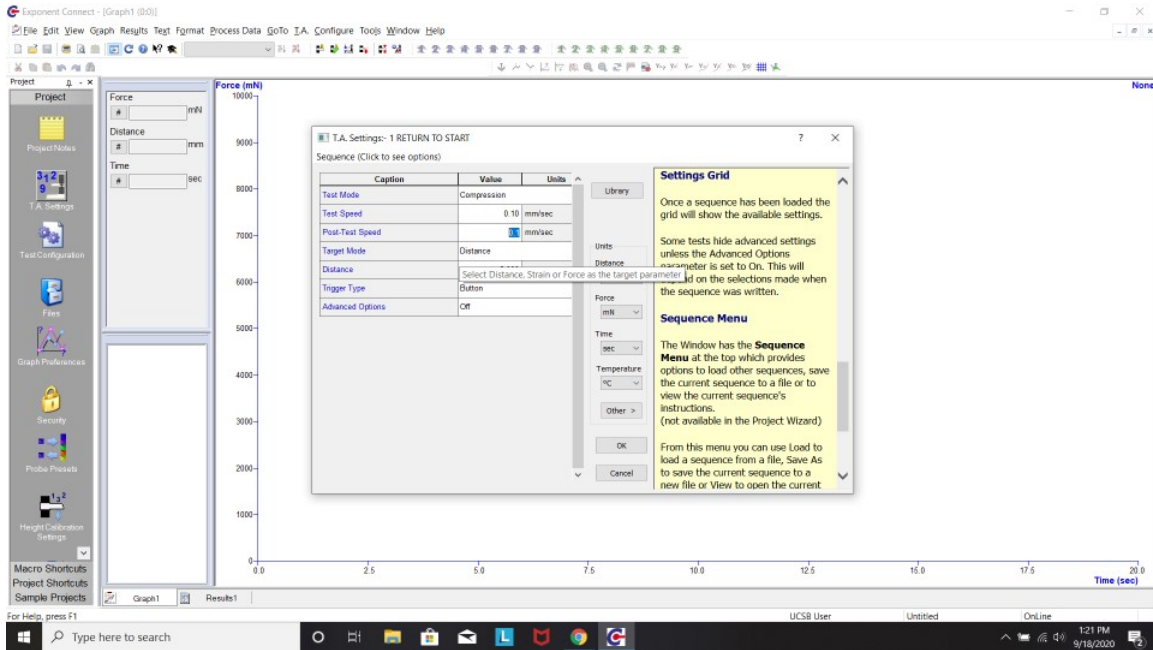 Exponent Connect - [Graph1 (0:0)]
File Edit View Graph Results Text Format Process Data GoTo T.A. Configure Tools Window Help
Project
Project
Project Notes
T.A. Settings
Test Configuration
Files
Graph Preferences
Security
Probe Presets
Height Calibration
Settings
Macro Shortcuts
Project Shortcuts
Sample Projects
Force
# mN
Distance
# mm
Time
# sec
Force (mN)
None
10000
9000
8000
7000
6000
5000
4000
3000
2000
1000
0
0.0 2.5 5.0 7.5 10.0 12.5 15.0 17.5 20.0
Time (sec)
T.A. Settings:- 1 RETURN TO START ? ×
Sequence (Click to see options)
Caption Value Units
Test Mode Compression
Test Speed 0.10 mm/sec
Post-Test Speed 0.1 mm/sec
Target Mode Distance
Distance
Select Distance, Strain or Force as the target parameter
Trigger Type Button
Advanced Options Off
Library
Units
Distance
Force
mN
Time
sec
Temperature
°C
Other >
OK
Cancel
Settings Grid
Once a sequence has been loaded the
grid will show the available settings.
Some tests hide advanced settings
unless the Advanced Options
parameter is set to On. This will
on the selections made when
the sequence was written.
Sequence Menu
The Window has the Sequence
Menu at the top which provides
options to load other sequences, save
the current sequence to a file or to
view the current sequence's
instructions.
(not available in the Project Wizard)
From this menu you can use Load to
load a sequence from a file, Save As
to save the current sequence to a
new file or View to open the current
Graph1 Results1
For Help, press F1 UCSB User Untitled OnLine
Type here to search
1:21 PM
9/18/2020